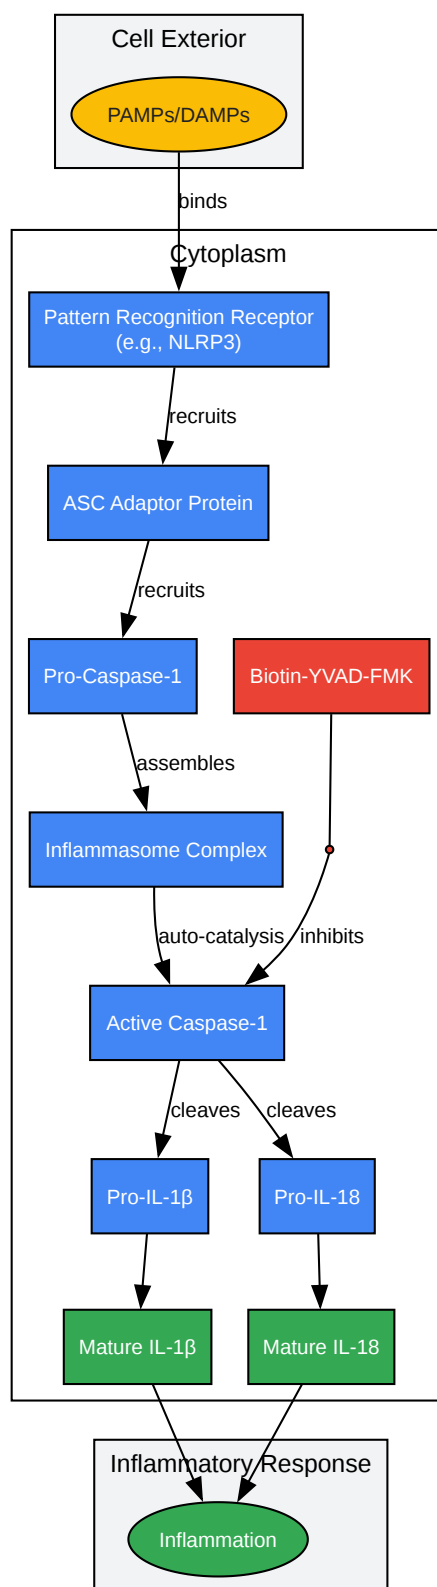 Cell Exterior
PAMPs/DAMPs
binds
Cytoplasm
Pattern Recognition Receptor
(e.g., NLRP3)
recruits
ASC Adaptor Protein
recruits
Pro-Caspase-1
Biotin-YVAD-FMK
assembles
Inflammasome Complex
auto-catalysis
inhibits
Active Caspase-1
cleaves
cleaves
Pro-IL-1β
Pro-IL-18
Mature IL-1β
Mature IL-18
Inflammatory Response
Inflammation